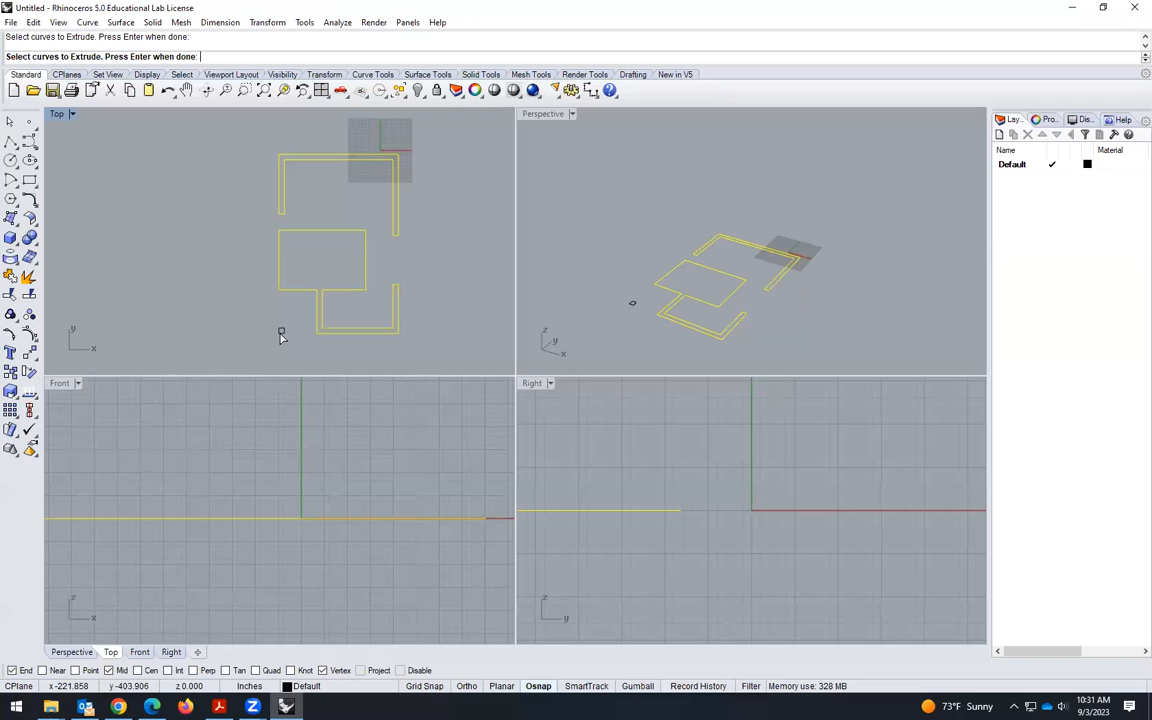 Untitled - Rhinoceros 5.0 Educational Lab License
File Edit View Curve Surface Solid Mesh Dimension Transform Tools Analyze Render Panels Help
Select curves to Extrude. Press Enter when done:
Select curves to Extrude. Press Enter when done:
Standard CPlanes Set View Display Select Viewport Layout Visibility Transform Curve Tools Surface Tools Solid Tools Mesh Tools Render Tools Drafting New in V5
Top
Perspective
Lay... Pro... Dis... Help
Name Material
Default
y
x
z
y
x
Front
Right
z
x
z
y
Perspective Top Front Right
End Near Point Mid Cen Int Perp Tan Quad Knot Vertex Project Disable
CPlane x -221.858 y -403.906 z 0.000 Inches Default Grid Snap Ortho Planar Osnap SmartTrack Gumball Record History Filter Memory use: 328 MB
73°F Sunny
10:31 AM
9/3/2023